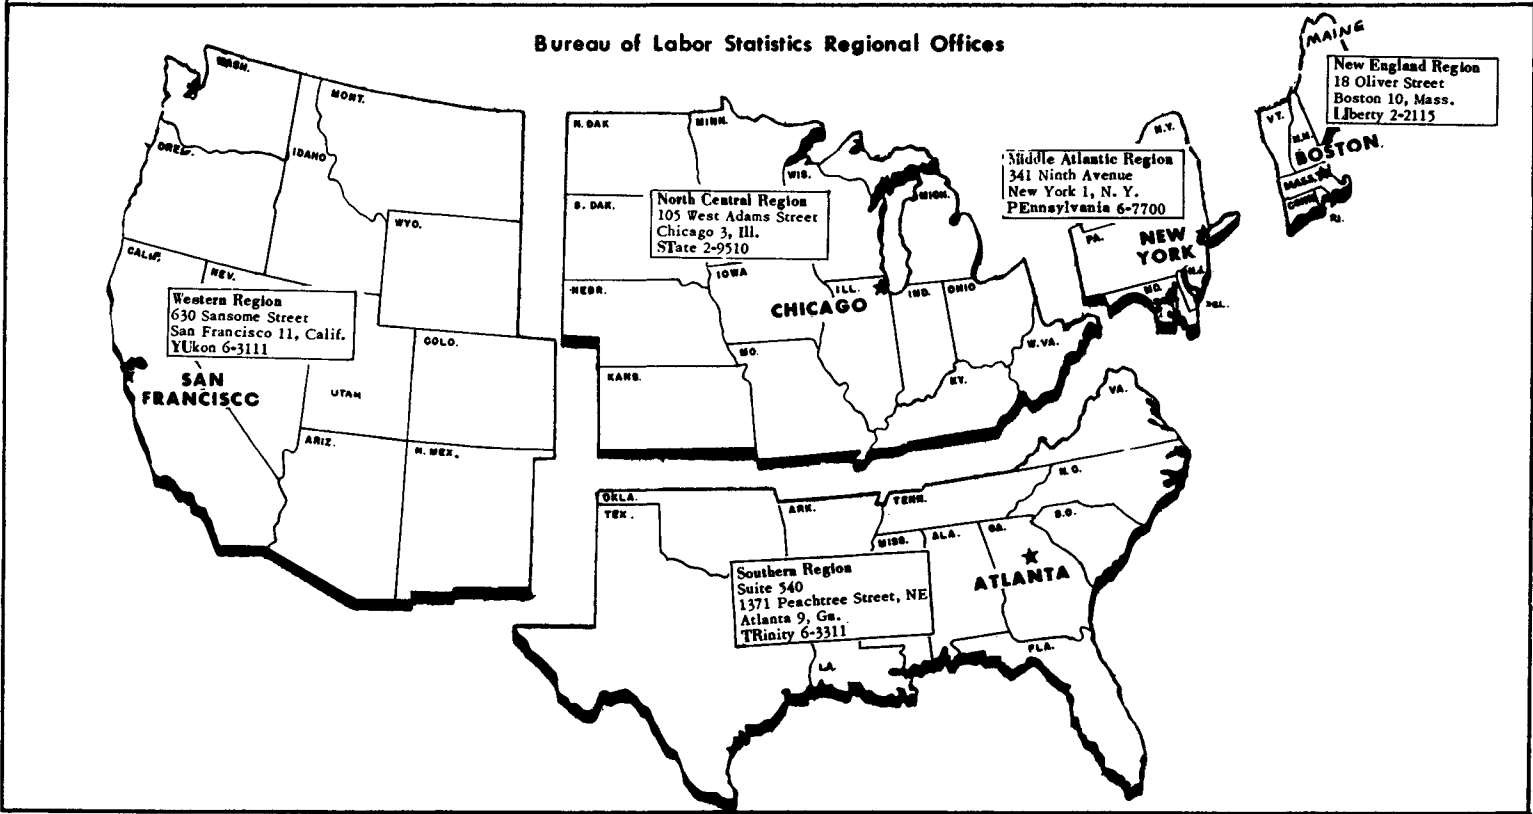 Bureau of Labor Statistics Regional Offices
MAINE
New England Region
18 Oliver Street
Boston 10, Mass.
LIberty 2-2115
VT.
N.H.
BOSTON.
MASS.
CONN.
R.I.
N.Y.
Middle Atlantic Region
341 Ninth Avenue
New York 1, N. Y.
PEnnsylvania 6-7700
PA.
NEW
YORK
N.J.
MD.
DEL.
WASH.
MONT.
OREG.
IDAHO
WYO.
CALIF.
NEV.
Western Region
630 Sansome Street
San Francisco 11, Calif.
YUkon 6-3111
SAN
FRANCISCO
UTAH
COLO.
ARIZ.
N. MEX.
N. DAK
MINN.
S. DAK.
WIS.
MICH.
North Central Region
105 West Adams Street
Chicago 3, Ill.
STate 2-9510
NEBR.
IOWA
ILL.
IND.
OHIO
CHICAGO
MO.
KANS.
KY.
W.VA.
VA.
N.C.
OKLA.
TEX.
ARK.
TENN.
MISS.
ALA.
GA.
S.C.
ATLANTA
Southern Region
Suite 540
1371 Peachtree Street, NE
Atlanta 9, Ga.
TRinity 6-3311
LA.
FLA.